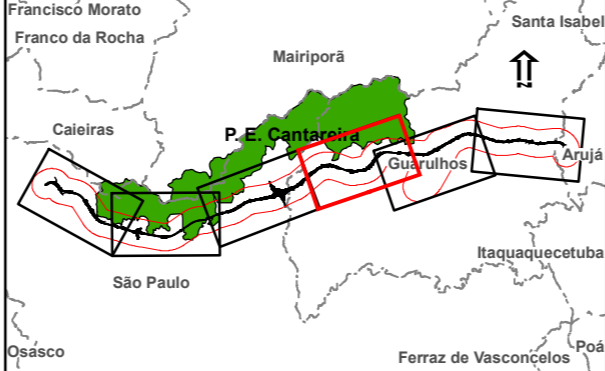 Francisco Morato
Santa Isabel
Franco da Rocha
Mairiporã
N
Caieiras
P. E. Cantareira
Guarulhos
Arujá
Itaquaquecetuba
São Paulo
Osasco
Ferraz de Vasconcelos
Poá